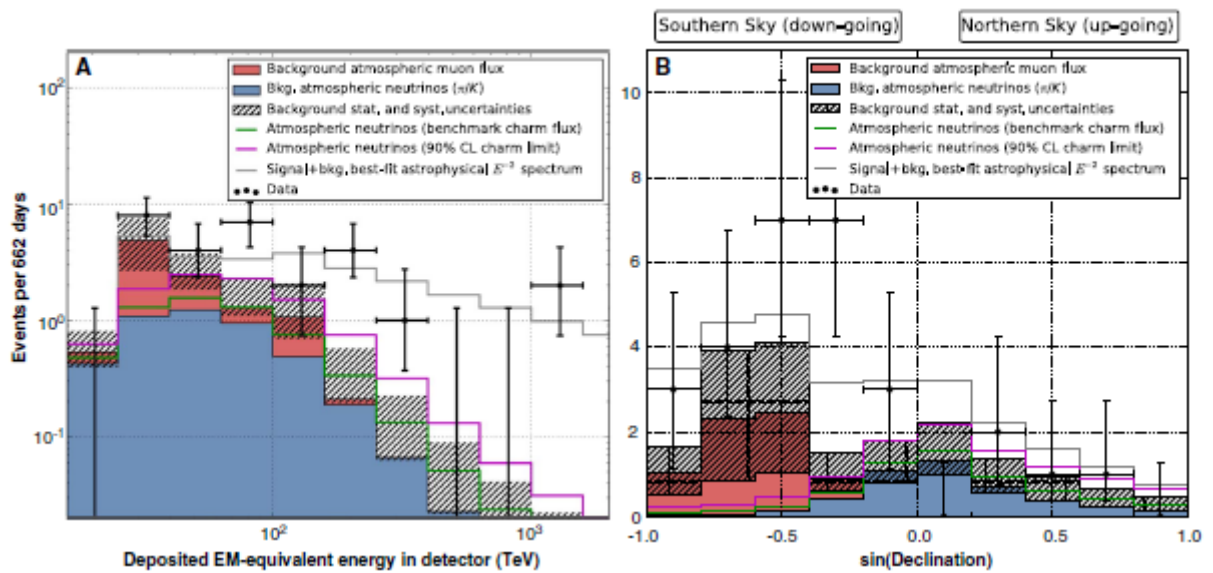 Southern Sky (down-going)
Northern Sky (up-going)
A
Background atmospheric muon flux
Bkg. atmospheric neutrinos (π/K)
Background stat. and syst. uncertainties
Atmospheric neutrinos (benchmark charm flux)
Atmospheric neutrinos (90% CL charm limit)
Signal+bkg. best-fit astrophysical E⁻² spectrum
Data
10²
10¹
10⁰
10⁻¹
Events per 662 days
10² 10³
Deposited EM-equivalent energy in detector (TeV)
B
Background atmospheric muon flux
Bkg. atmospheric neutrinos (π/K)
Background stat. and syst. uncertainties
Atmospheric neutrinos (benchmark charm flux)
Atmospheric neutrinos (90% CL charm limit)
Signal+bkg. best-fit astrophysical E⁻² spectrum
Data
10
8
6
4
2
0
-1.0 -0.5 0.0 0.5 1.0
sin(Declination)